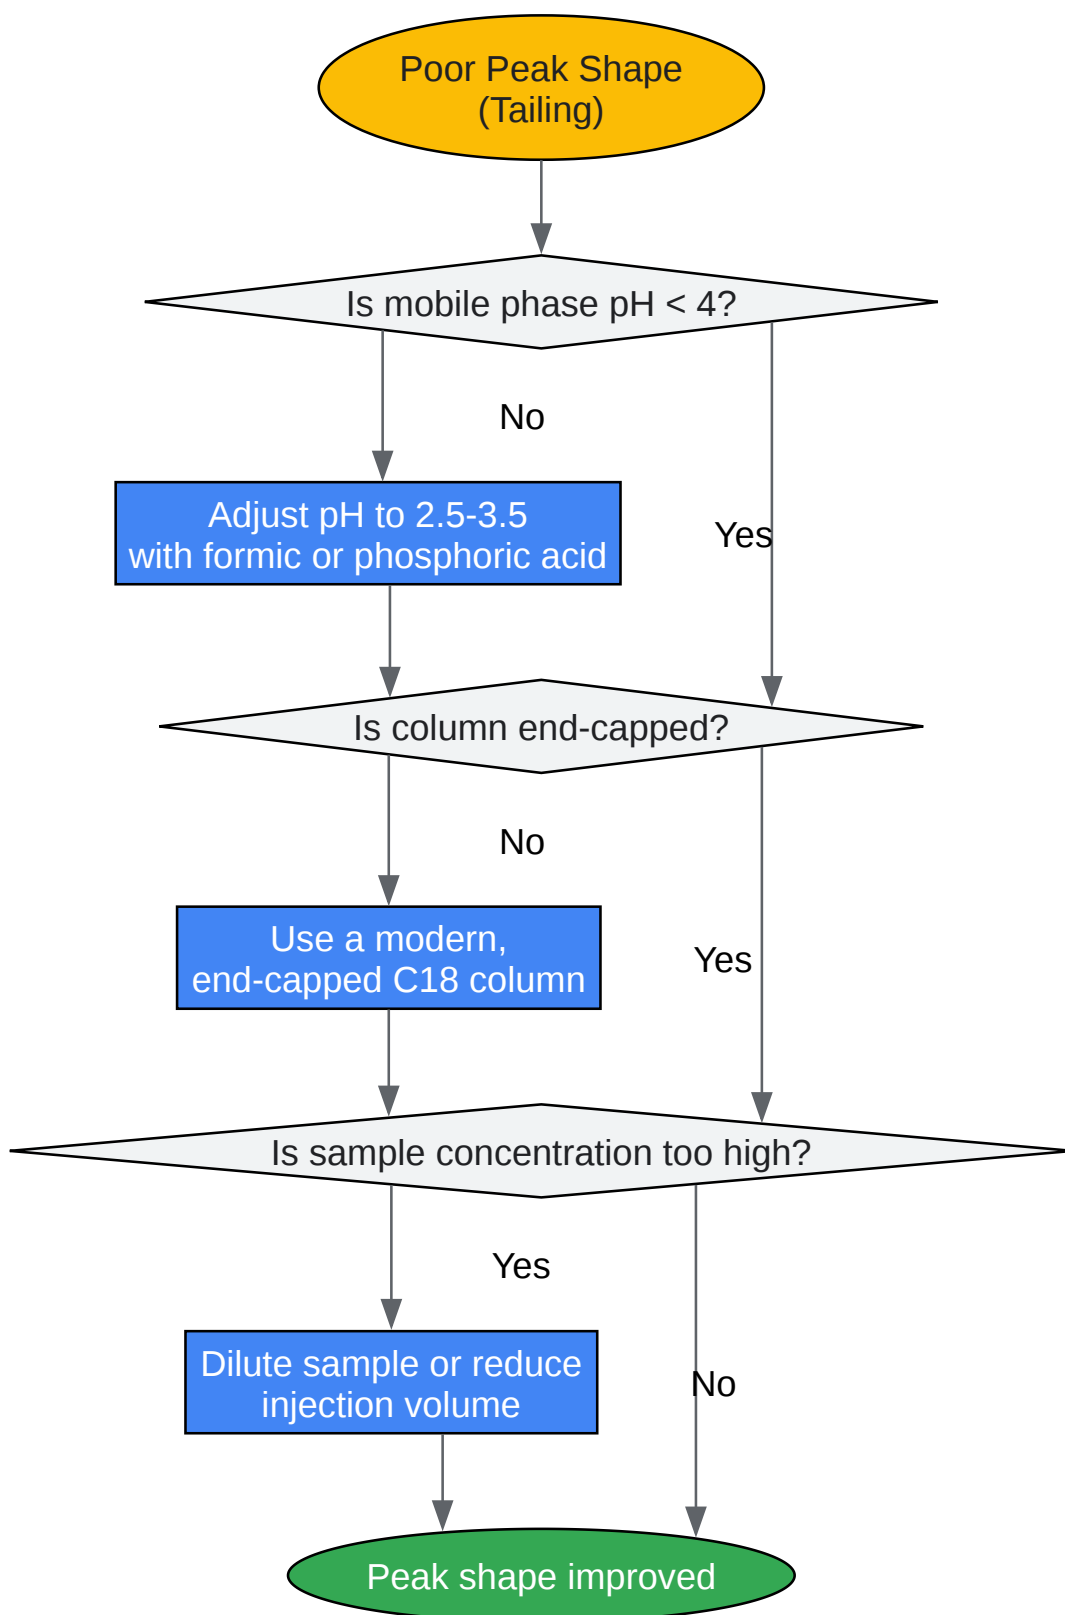 Poor Peak Shape
(Tailing)
Is mobile phase pH < 4?
No
Adjust pH to 2.5-3.5
with formic or phosphoric acid
Yes
Is column end-capped?
No
Use a modern,
end-capped C18 column
Yes
Is sample concentration too high?
Yes
Dilute sample or reduce
injection volume
No
Peak shape improved